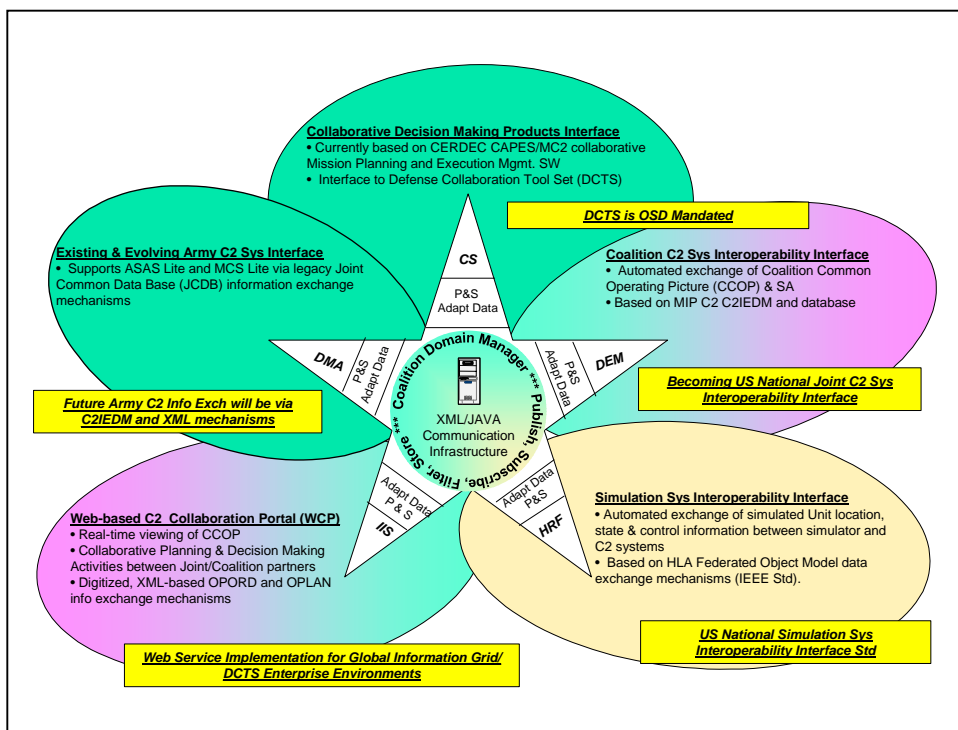 Collaborative Decision Making Products Interface
• Currently based on CERDEC CAPES/MC2 collaborative
Mission Planning and Execution Mgmt. SW
• Interface to Defense Collaboration Tool Set (DCTS)
DCTS is OSD Mandated
Existing & Evolving Army C2 Sys Interface
• Supports ASAS Lite and MCS Lite via legacy Joint
Common Data Base (JCDB) information exchange
mechanisms
Future Army C2 Info Exch will be via
C2IEDM and XML mechanisms
Coalition C2 Sys Interoperability Interface
• Automated exchange of Coalition Common
Operating Picture (CCOP) & SA
• Based on MIP C2 C2IEDM and database
Becoming US National Joint C2 Sys
Interoperability Interface
CS
P&S
Adapt Data
DMA
P&S
Adapt Data
DEM
P&S
Adapt Data
Coalition Domain Manager *** Publish, Subscribe, Filter, Store ***
XML/JAVA
Communication
Infrastructure
Adapt Data
P & S
IIS
Adapt Data
P&S
HRF
Web-based C2 Collaboration Portal (WCP)
• Real-time viewing of CCOP
• Collaborative Planning & Decision Making
Activities between Joint/Coalition partners
• Digitized, XML-based OPORD and OPLAN
info exchange mechanisms
Web Service Implementation for Global Information Grid/
DCTS Enterprise Environments
Simulation Sys Interoperability Interface
• Automated exchange of simulated Unit location,
state & control information between simulator and
C2 systems
• Based on HLA Federated Object Model data
exchange mechanisms (IEEE Std).
US National Simulation Sys
Interoperability Interface Std